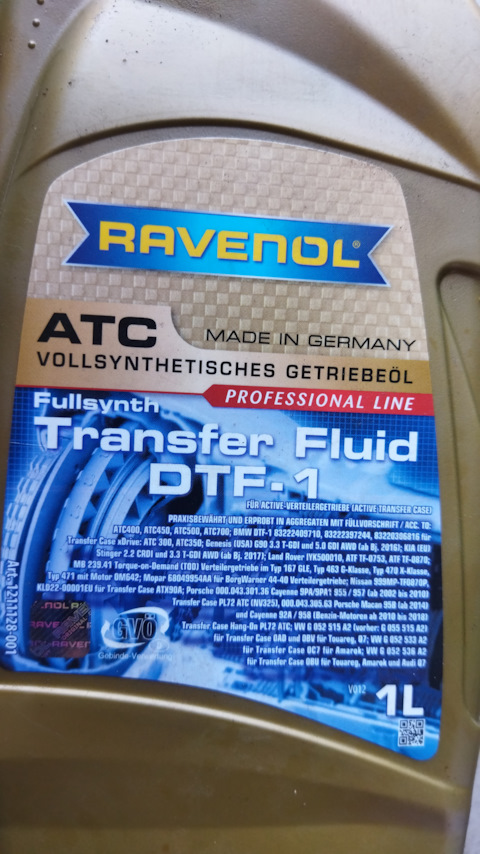 RAVENOL®
ATC
MADE IN GERMANY
VOLLSYNTHETISCHES GETRIEBEÖL
PROFESSIONAL LINE
Fullsynth
Transfer Fluid
DTF-1
FÜR ACTIVE-VERTEILERGETRIEBE (ACTIVE TRANSFER CASE)
PRAXISBEWÄHRT UND ERPROBT IN AGGREGATEN MIT FÜLLVORSCHRIFT / ACC. TO:
ATC400, ATC450, ATC500, ATC700; BMW DTF-1 83222409710, 83222397244, 83220306816 für
Transfer Case xDrive: ATC 300, ATC350; Genesis (USA) G90 3.3 T-GDI und 5.0 GDI AWD (ab Bj. 2016); KIA (EU)
Stinger 2.2 CRDI und 3.3 T-GDI AWD (ab Bj. 2017); Land Rover IYK500010, ATF TF-0753, ATF TF-0870;
MB 239.41 Torque-on-Demand (TOD) Verteilergetriebe im Typ 167 GLE, Typ 463 G-Klasse, Typ 470 X-Klasse,
Typ 471 mit Motor OM642; Mopar 68049954AA für BorgWarner 44-40 Verteilergetriebe; Nissan 999MP-TF0870P,
KLD22-00001EU für Transfer Case ATX90A; Porsche 000.043.301.36 Cayenne 9PA/9PA1 955 / 957 (ab 2002 bis 2010)
Transfer Case PL72 ATC (NV325), 000.043.305.63 Porsche Macan 95B (ab 2014)
und Cayenne 92A / 958 (Benzin-Motoren ab 2010 bis 2018)
Transfer Case Hang-On PL72 ATC; VW G 052 515 A2 (vorher: G 055 515 A2)
für Transfer Case 0AD und 0BV für Touareg, 07; VW G 052 533 A2
für Transfer Case 0C7 für Amarok; VW G 052 536 A2
für Transfer Case 0BU für Touareg, Amarok und Audi Q7
GVÖ
Gebinde-Verwertung
Art. 1211128-001
V012
1L